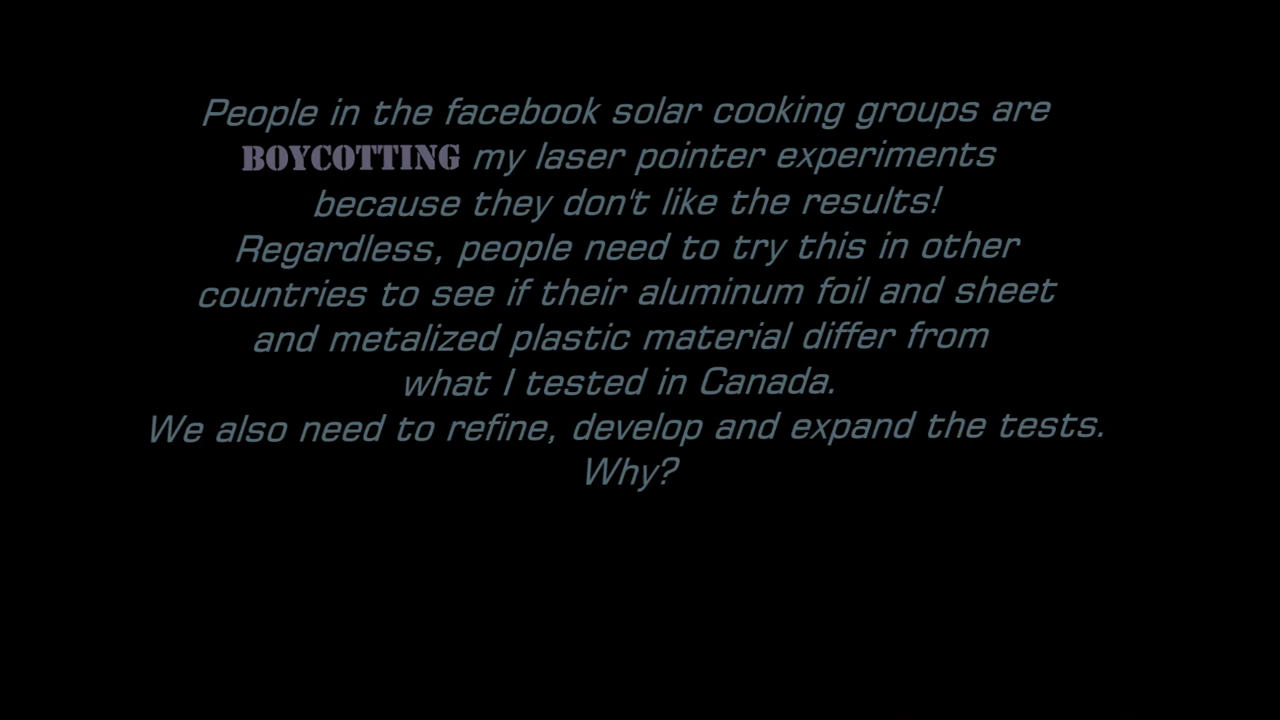 People in the facebook solar cooking groups are
BOYCOTTING my laser pointer experiments
because they don't like the results!
Regardless, people need to try this in other
countries to see if their aluminum foil and sheet
and metalized plastic material differ from
what I tested in Canada.
We also need to refine, develop and expand the tests.
Why?